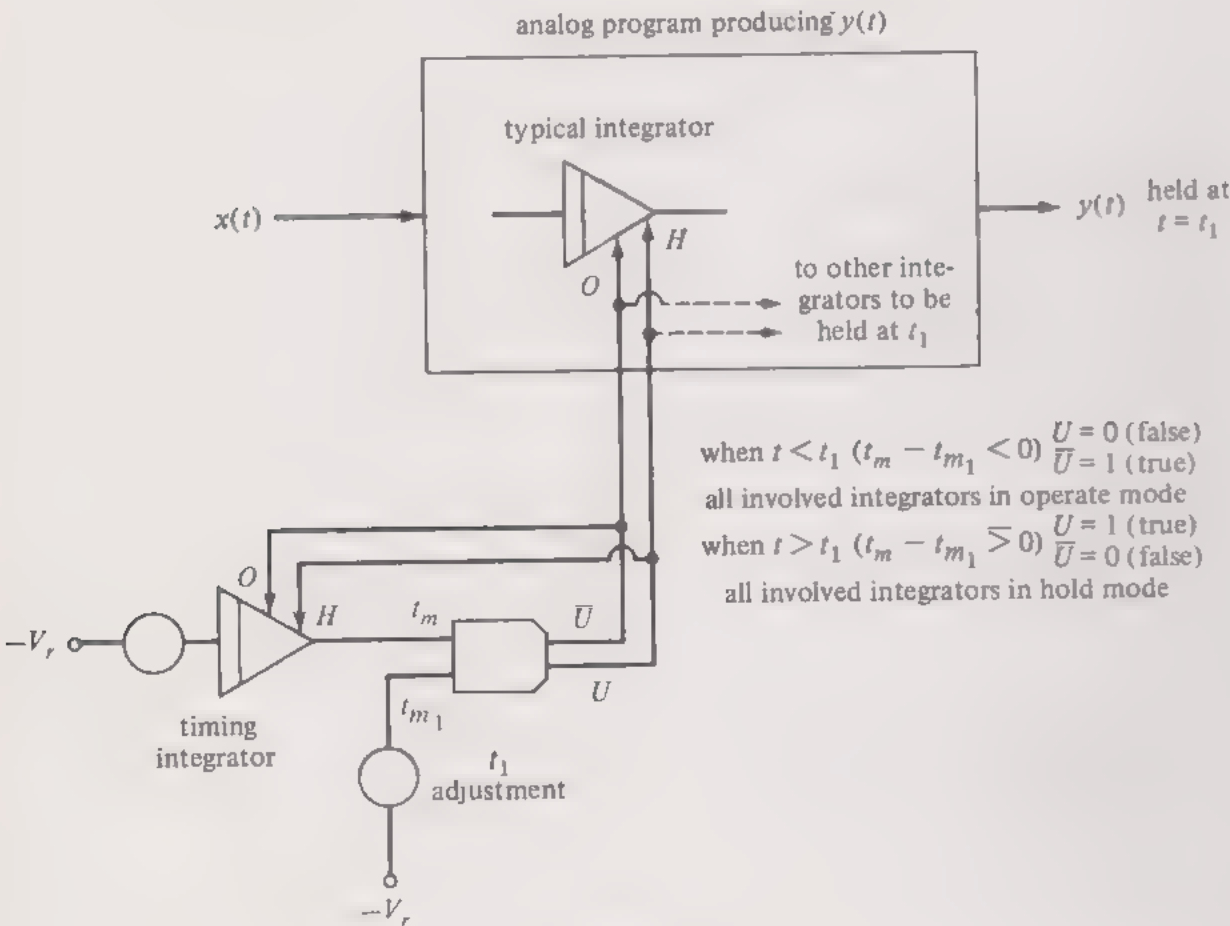 analog program producing y(t)
typical integrator
x(t)
y(t) held at
t = t₁
H
O
to other inte-
grators to be
held at t₁
when t < t₁ (tₘ − tₘ₁ < 0) U = 0 (false)
U̅ = 1 (true)
all involved integrators in operate mode
when t > t₁ (tₘ − tₘ₁ > 0) U = 1 (true)
U̅ = 0 (false)
all involved integrators in hold mode
O
H
tₘ
U̅
−Vᵣ
U
tₘ₁
timing
integrator
t₁
adjustment
−Vᵣ